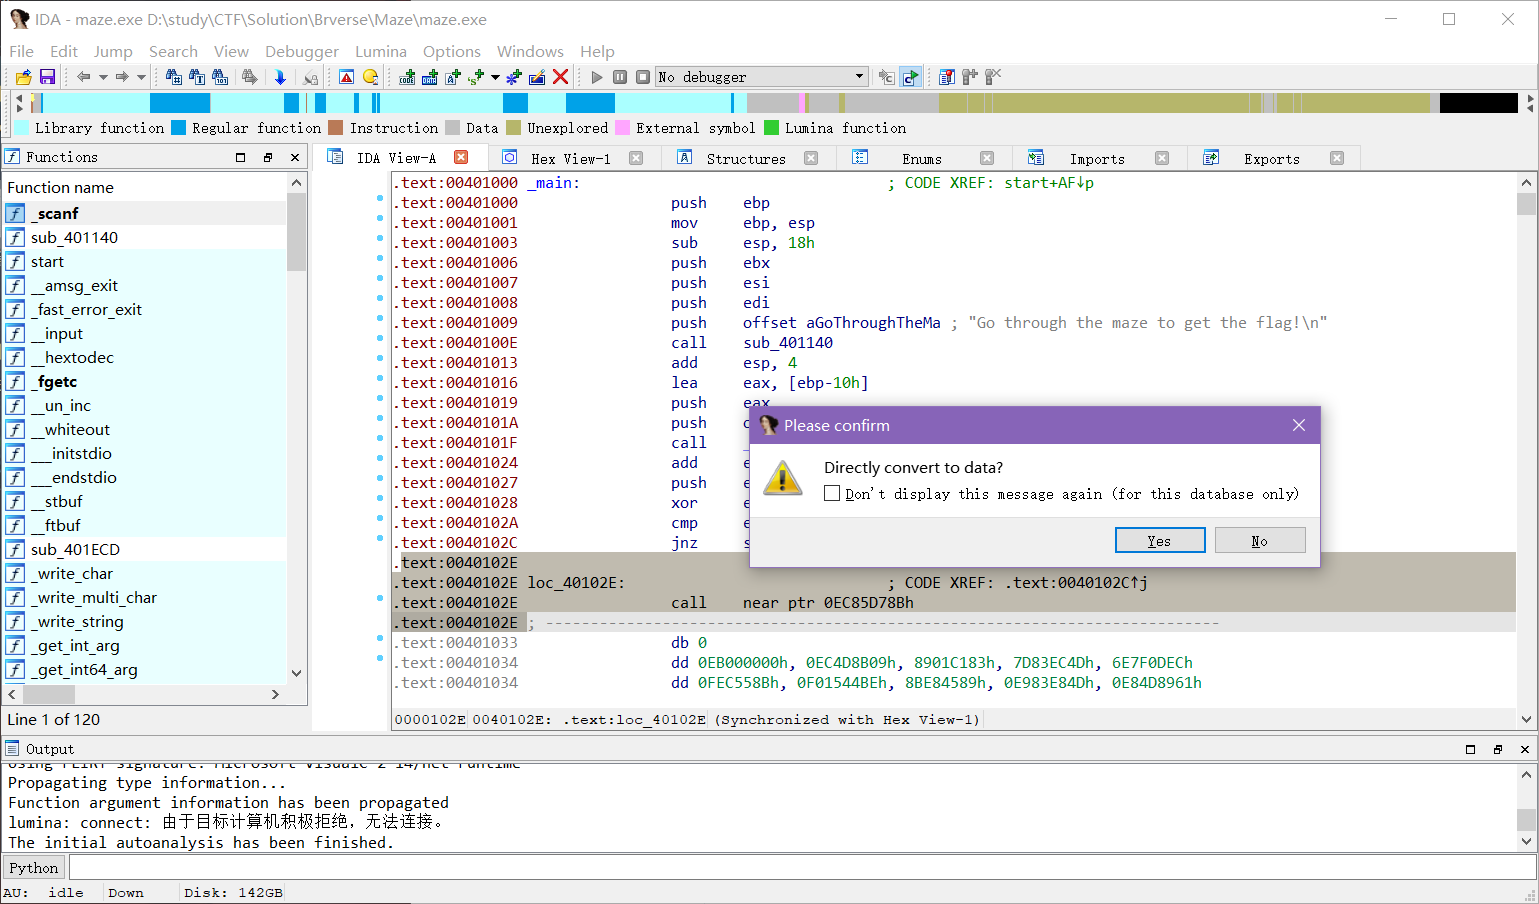 IDA - maze.exe D:\study\CTF\Solution\Brverse\Maze\maze.exe
File Edit Jump Search View Debugger Lumina Options Windows Help
No debugger
Library function Regular function Instruction Data Unexplored External symbol Lumina function
Functions
IDA View-A Hex View-1 Structures Enums Imports Exports
Function name
_scanf
sub_401140
start
__amsg_exit
_fast_error_exit
__input
__hextodec
_fgetc
__un_inc
__whiteout
___initstdio
___endstdio
__stbuf
__ftbuf
sub_401ECD
_write_char
_write_multi_char
_write_string
_get_int_arg
_get_int64_arg
Line 1 of 120
.text:00401000 _main: ; CODE XREF: start+AF↓p
.text:00401000 push ebp
.text:00401001 mov ebp, esp
.text:00401003 sub esp, 18h
.text:00401006 push ebx
.text:00401007 push esi
.text:00401008 push edi
.text:00401009 push offset aGoThroughTheMa ; "Go through the maze to get the flag!\n"
.text:0040100E call sub_401140
.text:00401013 add esp, 4
.text:00401016 lea eax, [ebp-10h]
.text:00401019 push eax
.text:0040101A push
.text:0040101F call
.text:00401024 add
.text:00401027 push
.text:00401028 xor
.text:0040102A cmp
.text:0040102C jnz
.text:0040102E
.text:0040102E loc_40102E: ; CODE XREF: .text:0040102C↑j
.text:0040102E call near ptr 0EC85D78Bh
.text:0040102E ; ---------------------------------------------------------------------------
.text:00401033 db 0
.text:00401034 dd 0EB000000h, 0EC4D8B09h, 8901C183h, 7D83EC4Dh, 6E7F0DECh
.text:00401034 dd 0FEC558Bh, 0F01544BEh, 8BE84589h, 0E983E84Dh, 0E84D8961h
0000102E 0040102E: .text:loc_40102E (Synchronized with Hex View-1)
Please confirm
Directly convert to data?
Don't display this message again (for this database only)
Yes No
Output
Using FLIRT signature: Microsoft VisualC 2-14/net runtime
Propagating type information...
Function argument information has been propagated
lumina: connect: 由于目标计算机积极拒绝，无法连接。
The initial autoanalysis has been finished.
Python
AU: idle Down Disk: 142GB